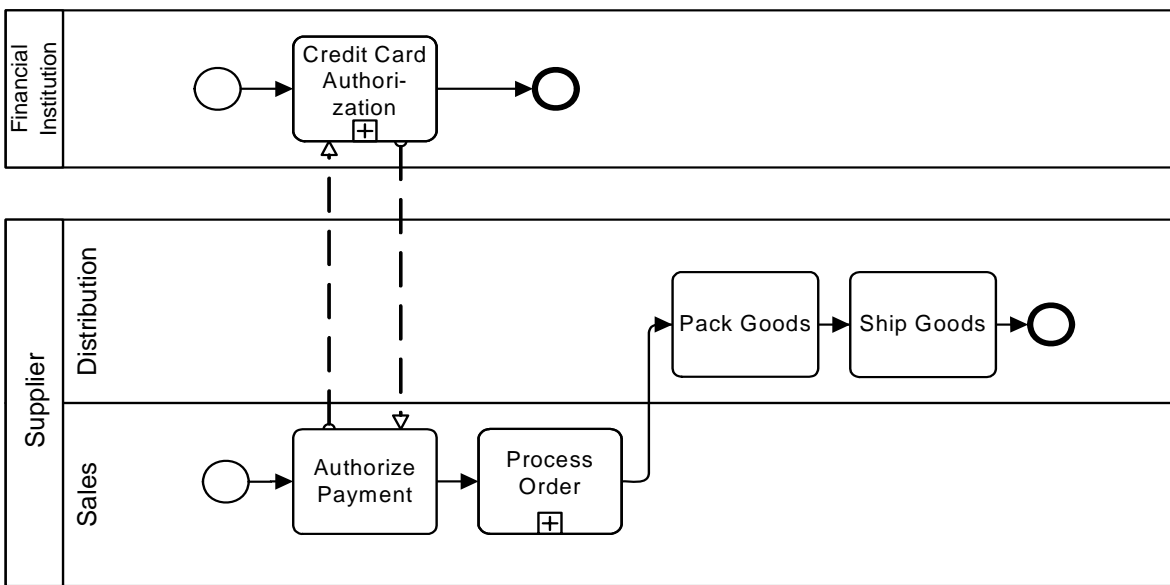 Financial
Institution
Credit Card
Authori-
zation
Supplier
Distribution
Pack Goods
Ship Goods
Sales
Authorize
Payment
Process
Order